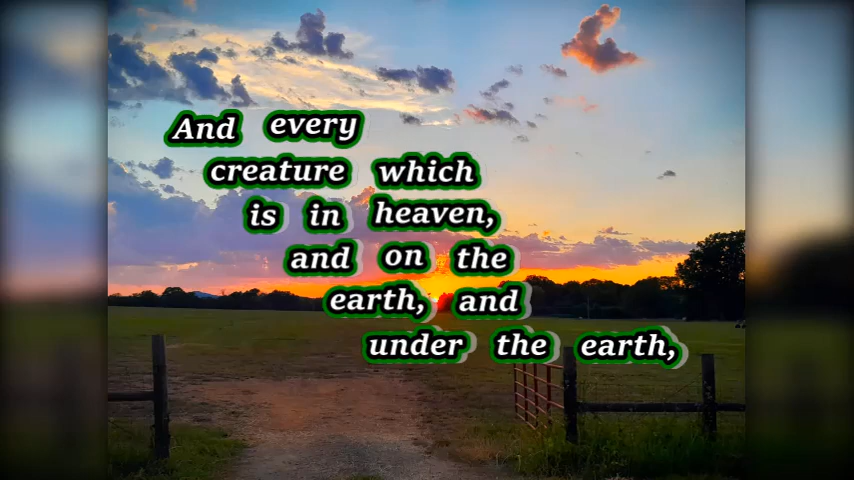 And every
creature which
is in heaven,
and on the
earth, and
under the earth,